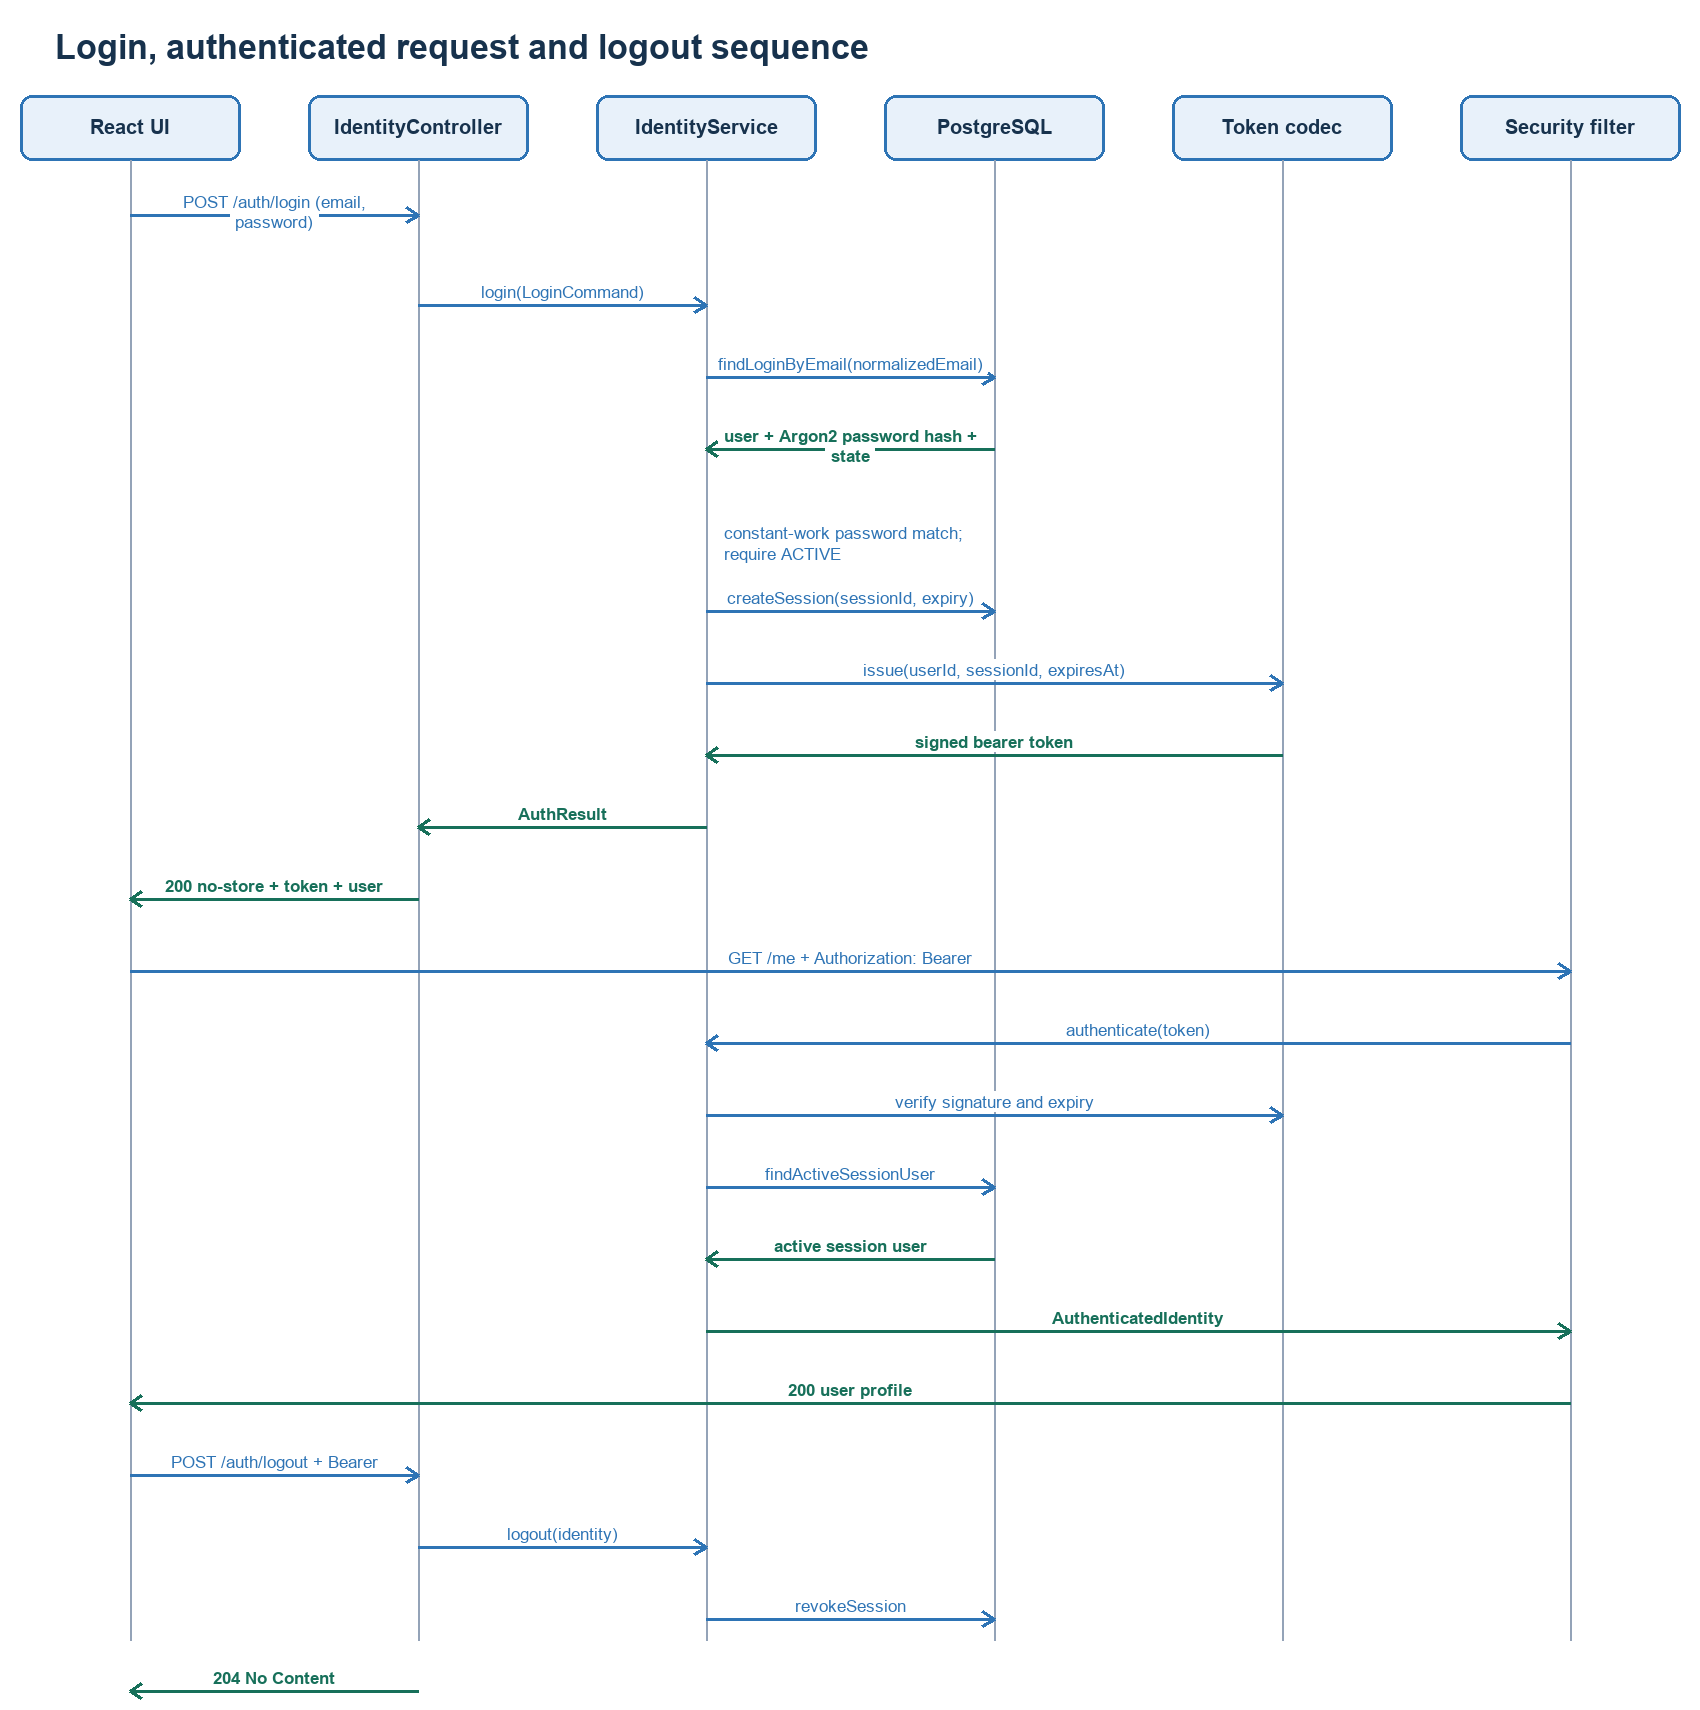 Login, authenticated request and logout sequence
React UI
IdentityController
IdentityService
PostgreSQL
Token codec
Security filter
POST /auth/login (email,
password)
login(LoginCommand)
findLoginByEmail(normalizedEmail)
user + Argon2 password hash +
state
constant-work password match;
require ACTIVE
createSession(sessionId, expiry)
issue(userId, sessionId, expiresAt)
signed bearer token
AuthResult
200 no-store + token + user
GET /me + Authorization: Bearer
authenticate(token)
verify signature and expiry
findActiveSessionUser
active session user
AuthenticatedIdentity
200 user profile
POST /auth/logout + Bearer
logout(identity)
revokeSession
204 No Content